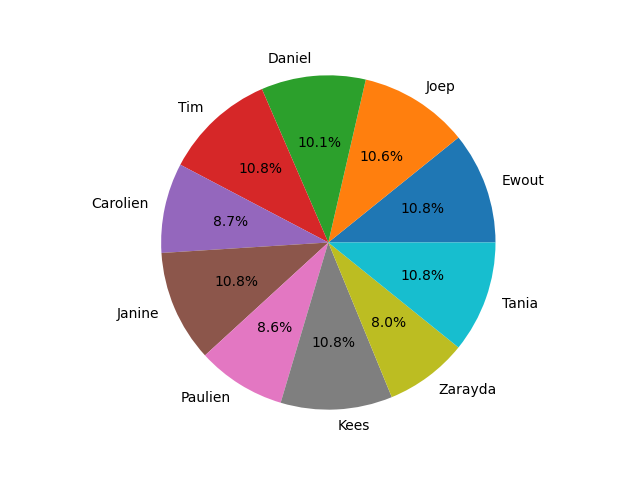 Daniel
Joep
Tim
10.1%
10.6%
10.8%
Ewout
Carolien
8.7%
10.8%
10.8%
10.8%
Janine
Tania
8.6%
8.0%
10.8%
Paulien
Zarayda
Kees